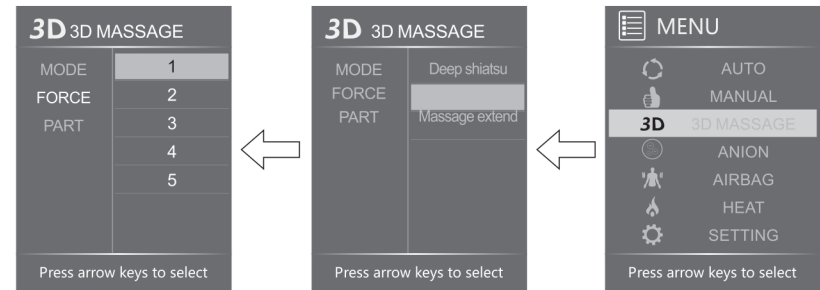 3D 3D MASSAGE
MODE
FORCE
PART
1
2
3
4
5
Press arrow keys to select
3D 3D MASSAGE
MODE
FORCE
PART
Deep shiatsu
Massage extend
Press arrow keys to select
MENU
AUTO
MANUAL
3D 3D MASSAGE
ANION
AIRBAG
HEAT
SETTING
Press arrow keys to select